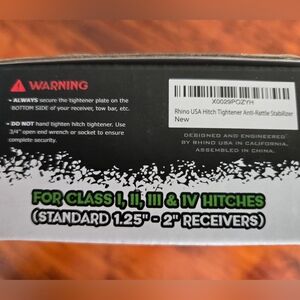 WARNING
- ALWAYS secure the tightener plate on the
BOTTOM SIDE of your receiver, tow bar, etc.
- DO NOT hand tighten hitch tightener. Use
3/4" open end wrench or socket to ensure
complete security.
X0029PQZYH
Rhino USA Hitch Tightener Anti-Rattle Stabilizer
New
DESIGNED AND ENGINEERED
BY RHINO USA IN CALIFORNIA,
ASSEMBLED IN CHINA.
FOR CLASS I, II, III & IV HITCHES
(STANDARD 1.25" - 2" RECEIVERS)